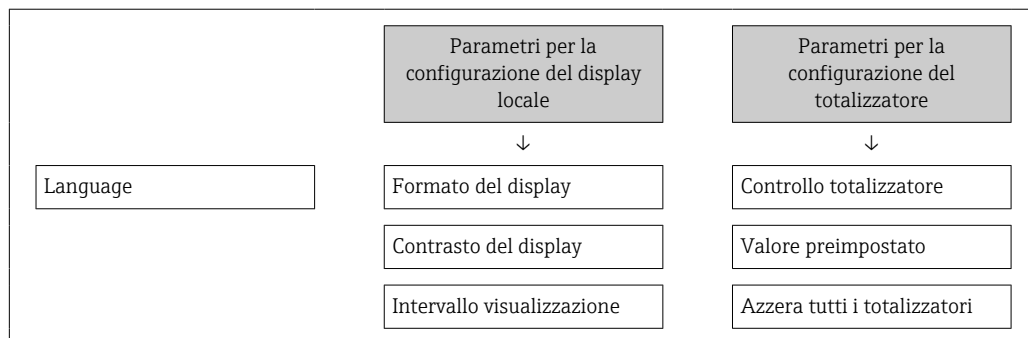 Parametri per la
configurazione del display
locale
Parametri per la
configurazione del
totalizzatore
↓
↓
Language
Formato del display
Controllo totalizzatore
Contrasto del display
Valore preimpostato
Intervallo visualizzazione
Azzera tutti i totalizzatori